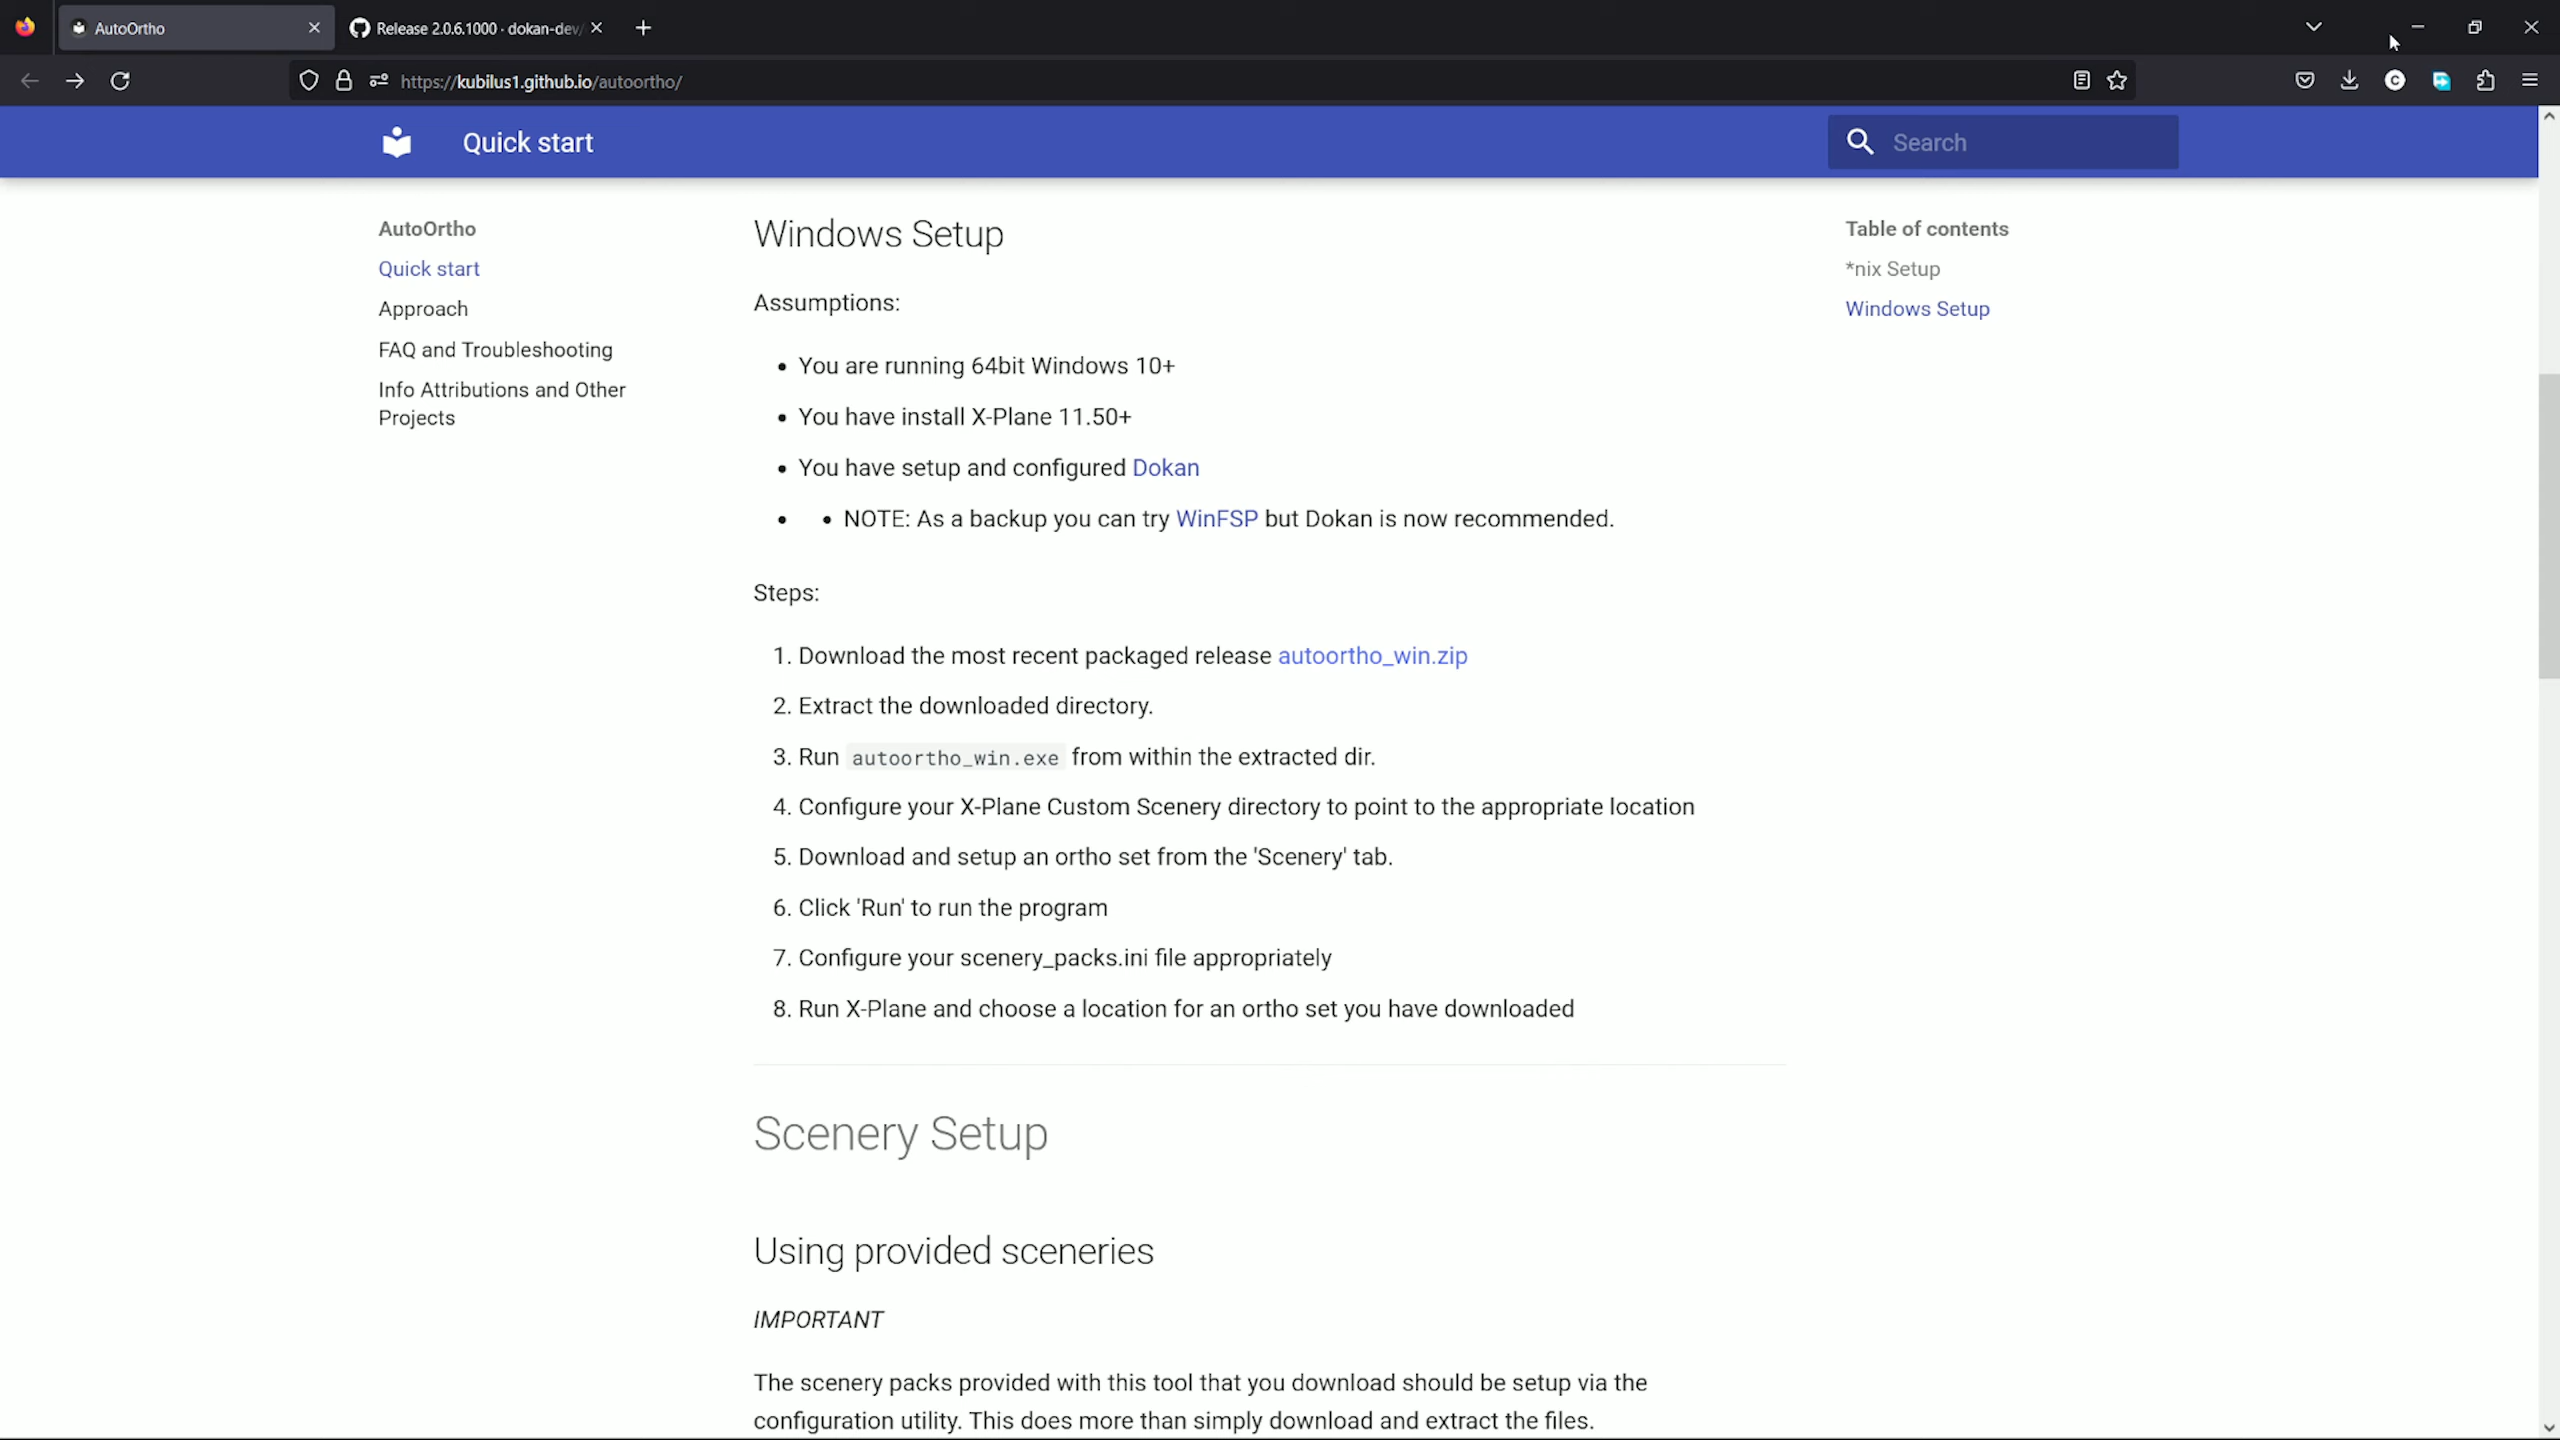 AutoOrtho
Release 2.0.6.1000 · dokan-dev/
https://kubilus1.github.io/autoortho/
Quick start
Search
AutoOrtho
Quick start
Approach
FAQ and Troubleshooting
Info Attributions and Other
Projects
Windows Setup
Assumptions:
• You are running 64bit Windows 10+
• You have install X-Plane 11.50+
• You have setup and configured Dokan
• • NOTE: As a backup you can try WinFSP but Dokan is now recommended.
Steps:
1. Download the most recent packaged release autoortho_win.zip
2. Extract the downloaded directory.
3. Run autoortho_win.exe from within the extracted dir.
4. Configure your X-Plane Custom Scenery directory to point to the appropriate location
5. Download and setup an ortho set from the 'Scenery' tab.
6. Click 'Run' to run the program
7. Configure your scenery_packs.ini file appropriately
8. Run X-Plane and choose a location for an ortho set you have downloaded
Scenery Setup
Using provided sceneries
IMPORTANT
The scenery packs provided with this tool that you download should be setup via the
configuration utility. This does more than simply download and extract the files.
Table of contents
*nix Setup
Windows Setup